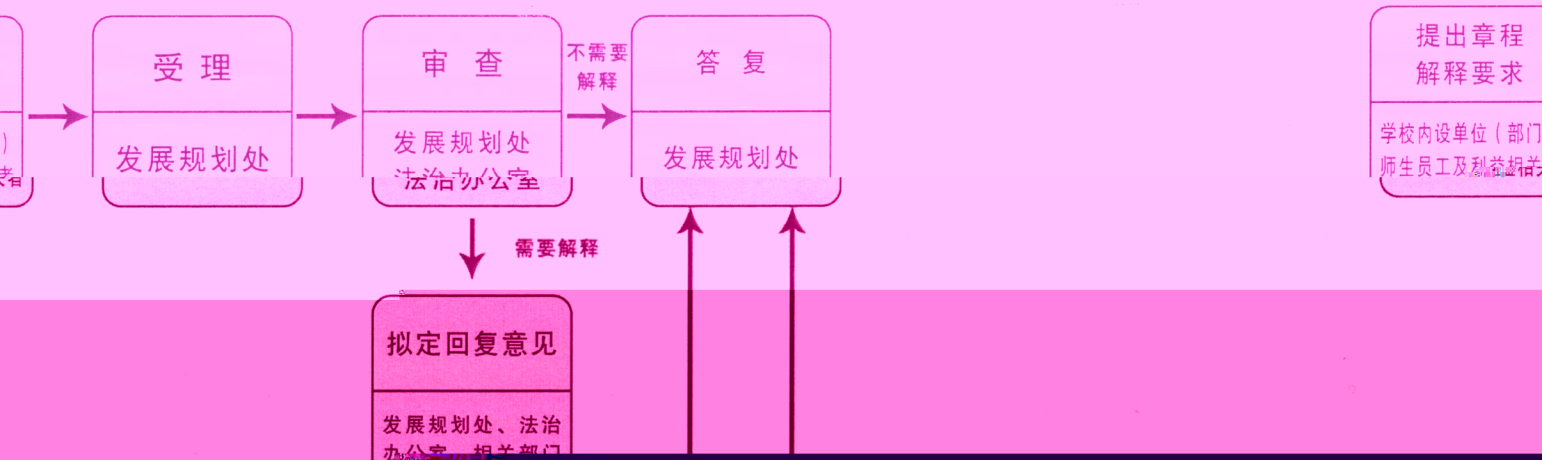 受 理
发展规划处
审 查
发展规划处
法治办公室
不需要
解释
答 复
发展规划处
需要解释
拟定回复意见
发展规划处、法治
办公室、相关部门
提出章程
解释要求
学校内设单位（部门
师生员工及利益相关
）
者